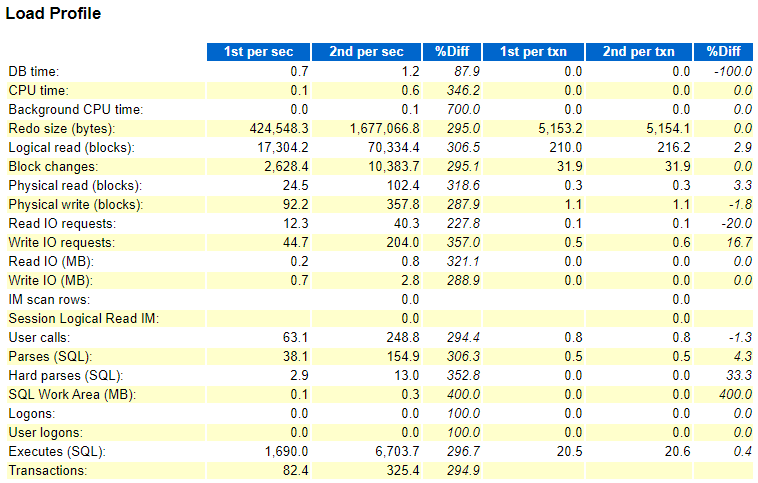 Load Profile
1st per sec 2nd per sec %Diff 1st per txn 2nd per txn %Diff
DB time: 0.7 1.2 87.9 0.0 0.0 -100.0
CPU time: 0.1 0.6 346.2 0.0 0.0 0.0
Background CPU time: 0.0 0.1 700.0 0.0 0.0 0.0
Redo size (bytes): 424,548.3 1,677,066.8 295.0 5,153.2 5,154.1 0.0
Logical read (blocks): 17,304.2 70,334.4 306.5 210.0 216.2 2.9
Block changes: 2,628.4 10,383.7 295.1 31.9 31.9 0.0
Physical read (blocks): 24.5 102.4 318.6 0.3 0.3 3.3
Physical write (blocks): 92.2 357.8 287.9 1.1 1.1 -1.8
Read IO requests: 12.3 40.3 227.8 0.1 0.1 -20.0
Write IO requests: 44.7 204.0 357.0 0.5 0.6 16.7
Read IO (MB): 0.2 0.8 321.1 0.0 0.0 0.0
Write IO (MB): 0.7 2.8 288.9 0.0 0.0 0.0
IM scan rows: 0.0 0.0
Session Logical Read IM: 0.0 0.0
User calls: 63.1 248.8 294.4 0.8 0.8 -1.3
Parses (SQL): 38.1 154.9 306.3 0.5 0.5 4.3
Hard parses (SQL): 2.9 13.0 352.8 0.0 0.0 33.3
SQL Work Area (MB): 0.1 0.3 400.0 0.0 0.0 400.0
Logons: 0.0 0.0 100.0 0.0 0.0 0.0
User logons: 0.0 0.0 100.0 0.0 0.0 0.0
Executes (SQL): 1,690.0 6,703.7 296.7 20.5 20.6 0.4
Transactions: 82.4 325.4 294.9